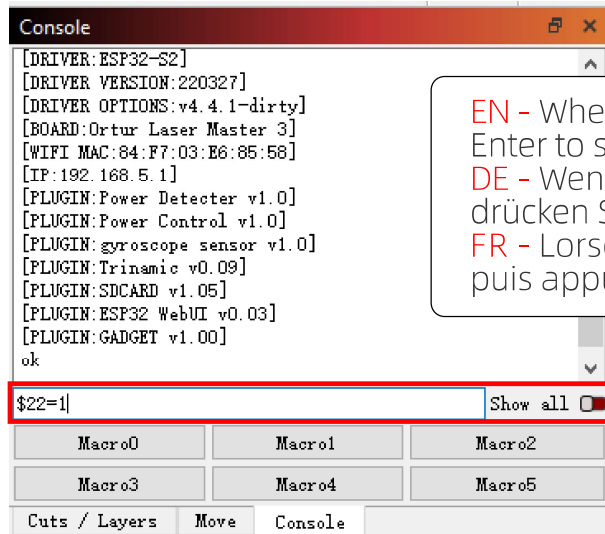 Console
[DRIVER:ESP32-S2]
[DRIVER VERSION:220327]
[DRIVER OPTIONS:v4.4.1-dirty]
[BOARD:Ortur Laser Master 3]
[WIFI MAC:84:F7:03:E6:85:58]
[IP:192.168.5.1]
[PLUGIN:Power Detecter v1.0]
[PLUGIN:Power Control v1.0]
[PLUGIN:gyroscope sensor v1.0]
[PLUGIN:Trinamic v0.09]
[PLUGIN:SDCARD v1.05]
[PLUGIN:ESP32 WebUI v0.03]
[PLUGIN:GADGET v1.00]
ok
EN - Whe
Enter to s
DE - Wen
drücken S
FR - Lors
puis appu
$22=1
Show all
Macro0 Macro1 Macro2
Macro3 Macro4 Macro5
Cuts / Layers Move Console